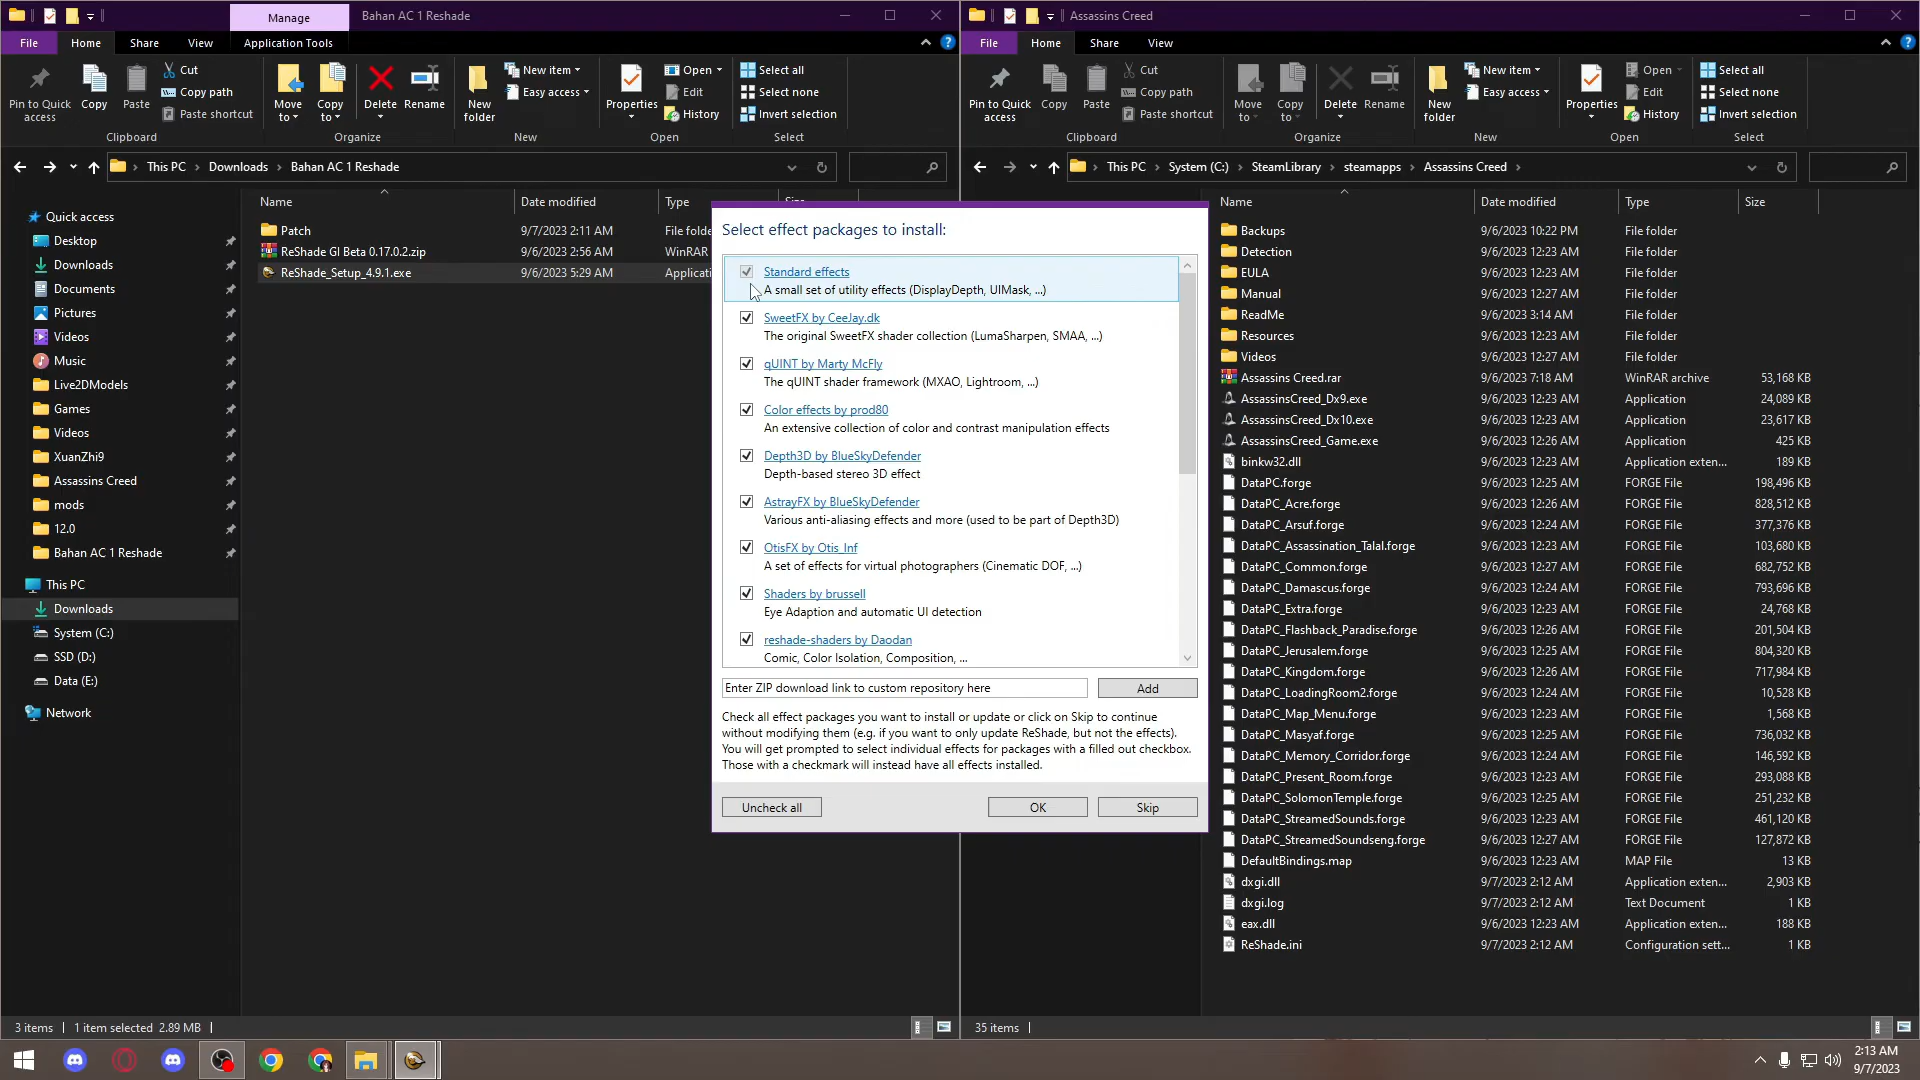 Manage
Bahan AC 1 Reshade
File
Home
Share
View
Application Tools
Pin to Quick access
Copy
Paste
Cut
Copy path
Paste shortcut
Clipboard
Move to
Copy to
Delete
Rename
Organize
New folder
New item
Easy access
New
Properties
Open
Edit
History
Open
Select all
Select none
Invert selection
Select
This PC
Downloads
Bahan AC 1 Reshade
Name
Date modified
Type
Size
Quick access
Desktop
Downloads
Documents
Pictures
Videos
Music
Live2DModels
Games
Videos
XuanZhi9
Assassins Creed
mods
12.0
Bahan AC 1 Reshade
This PC
Downloads
System (C:)
SSD (D:)
Data (E:)
Network
Patch 9/7/2023 2:11 AM File folde
ReShade GI Beta 0.17.0.2.zip 9/6/2023 2:56 AM WinRAR
ReShade_Setup_4.9.1.exe 9/6/2023 5:29 AM Applicati
3 items
1 item selected 2.89 MB
Select effect packages to install:
Standard effects
A small set of utility effects (DisplayDepth, UIMask, ...)
SweetFX by CeeJay.dk
The original SweetFX shader collection (LumaSharpen, SMAA, ...)
qUINT by Marty McFly
The qUINT shader framework (MXAO, Lightroom, ...)
Color effects by prod80
An extensive collection of color and contrast manipulation effects
Depth3D by BlueSkyDefender
Depth-based stereo 3D effect
AstrayFX by BlueSkyDefender
Various anti-aliasing effects and more (used to be part of Depth3D)
OtisFX by Otis_Inf
A set of effects for virtual photographers (Cinematic DOF, ...)
Shaders by brussell
Eye Adaption and automatic UI detection
reshade-shaders by Daodan
Comic, Color Isolation, Composition, ...
Enter ZIP download link to custom repository here
Add
Check all effect packages you want to install or update or click on Skip to continue
without modifying them (e.g. if you want to only update ReShade, but not the effects).
You will get prompted to select individual effects for packages with a filled out checkbox.
Those with a checkmark will instead have all effects installed.
Uncheck all
OK
Skip
Assassins Creed
File
Home
Share
View
Pin to Quick access
Copy
Paste
Cut
Copy path
Paste shortcut
Clipboard
Move to
Copy to
Delete
Rename
Organize
New folder
New item
Easy access
New
Properties
Open
Edit
History
Open
Select all
Select none
Invert selection
Select
This PC
System (C:)
SteamLibrary
steamapps
Assassins Creed
Name
Date modified
Type
Size
Backups 9/6/2023 10:22 PM File folder
Detection 9/6/2023 12:23 AM File folder
EULA 9/6/2023 12:23 AM File folder
Manual 9/6/2023 12:27 AM File folder
ReadMe 9/6/2023 3:14 AM File folder
Resources 9/6/2023 12:23 AM File folder
Videos 9/6/2023 12:27 AM File folder
Assassins Creed.rar 9/6/2023 7:18 AM WinRAR archive 53,168 KB
AssassinsCreed_Dx9.exe 9/6/2023 12:23 AM Application 24,089 KB
AssassinsCreed_Dx10.exe 9/6/2023 12:23 AM Application 23,617 KB
AssassinsCreed_Game.exe 9/6/2023 12:26 AM Application 425 KB
binkw32.dll 9/6/2023 12:23 AM Application exten... 189 KB
DataPC.forge 9/6/2023 12:25 AM FORGE File 198,496 KB
DataPC_Acre.forge 9/6/2023 12:25 AM FORGE File 828,512 KB
DataPC_Arsuf.forge 9/6/2023 12:24 AM FORGE File 377,376 KB
DataPC_Assassination_Talal.forge 9/6/2023 12:23 AM FORGE File 103,680 KB
DataPC_Common.forge 9/6/2023 12:27 AM FORGE File 682,752 KB
DataPC_Damascus.forge 9/6/2023 12:24 AM FORGE File 793,696 KB
DataPC_Extra.forge 9/6/2023 12:23 AM FORGE File 24,768 KB
DataPC_Flashback_Paradise.forge 9/6/2023 12:26 AM FORGE File 201,504 KB
DataPC_Jerusalem.forge 9/6/2023 12:24 AM FORGE File 804,320 KB
DataPC_Kingdom.forge 9/6/2023 12:26 AM FORGE File 717,984 KB
DataPC_LoadingRoom2.forge 9/6/2023 12:24 AM FORGE File 10,528 KB
DataPC_Map_Menu.forge 9/6/2023 12:23 AM FORGE File 1,568 KB
DataPC_Masyaf.forge 9/6/2023 12:23 AM FORGE File 736,032 KB
DataPC_Memory_Corridor.forge 9/6/2023 12:24 AM FORGE File 146,592 KB
DataPC_Present_Room.forge 9/6/2023 12:23 AM FORGE File 293,088 KB
DataPC_SolomonTemple.forge 9/6/2023 12:25 AM FORGE File 251,232 KB
DataPC_StreamedSounds.forge 9/6/2023 12:23 AM FORGE File 461,120 KB
DataPC_StreamedSoundseng.forge 9/6/2023 12:27 AM FORGE File 127,872 KB
DefaultBindings.map 9/6/2023 12:23 AM MAP File 13 KB
dxgi.dll 9/7/2023 2:12 AM Application exten... 2,903 KB
dxgi.log 9/7/2023 2:12 AM Text Document 1 KB
eax.dll 9/6/2023 12:23 AM Application exten... 188 KB
ReShade.ini 9/7/2023 2:12 AM Configuration sett... 1 KB
35 items
2:13 AM
9/7/2023